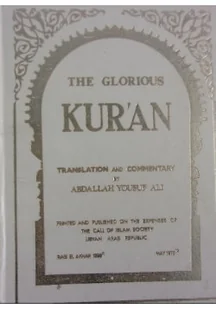 THE GLORIOUS
KUR'AN
TRANSLATION AND COMMENTARY
BY
ABDALLAH YOUSUF ALI
PRINTED AND PUBLISHED ON THE EXPENSES OF
THE CALL OF ISLAM SOCIETY
LIBYAN ARAB REPUBLIC